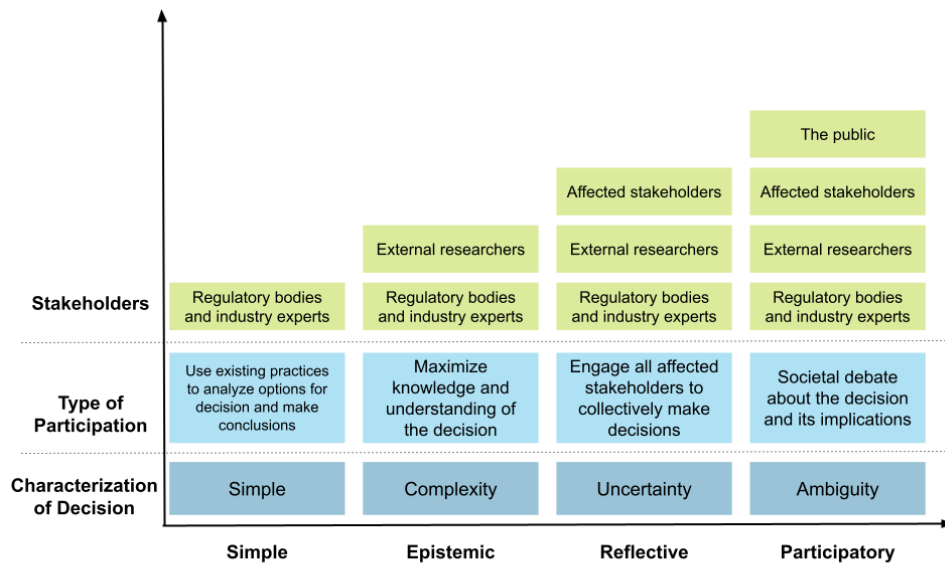 The public
Affected stakeholders
Affected stakeholders
External researchers
External researchers
External researchers
Stakeholders
Regulatory bodies
and industry experts
Regulatory bodies
and industry experts
Regulatory bodies
and industry experts
Regulatory bodies
and industry experts
Type of
Participation
Use existing practices
to analyze options for
decision and make
conclusions
Maximize
knowledge and
understanding of
the decision
Engage all affected
stakeholders to
collectively make
decisions
Societal debate
about the decision
and its implications
Characterization
of Decision
Simple
Complexity
Uncertainty
Ambiguity
Simple
Epistemic
Reflective
Participatory